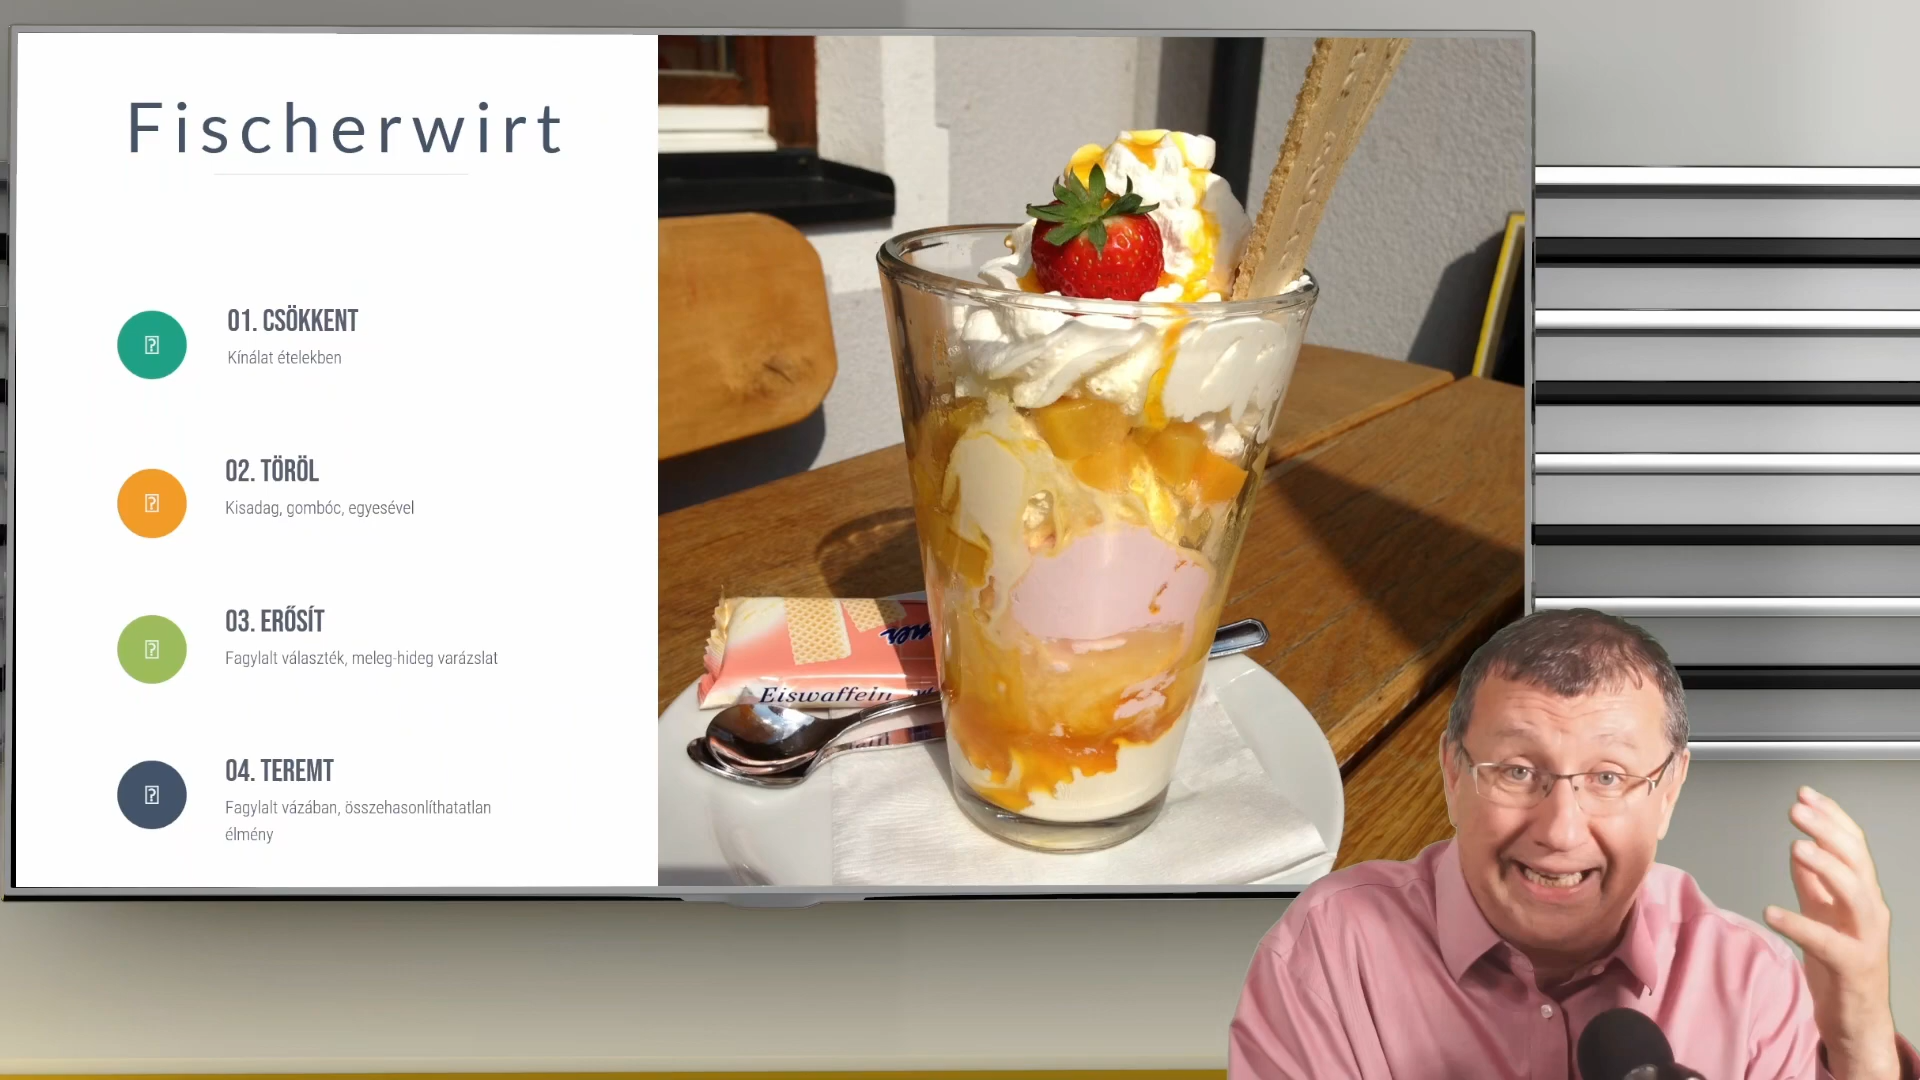 Fischerwirt
01. CSÖKKENT
Kínálat ételekben
02. TÖRÖL
Kisadag, gombóc, egyesével
03. ERŐSÍT
Fagylalt választék, meleg-hideg varázslat
04. TEREMT
Fagylalt vázában, összehasonlíthatatlan
élmény
Eiswaffeln